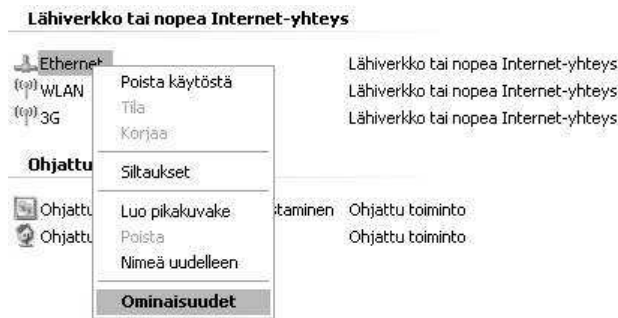 Lähiverkko tai nopea Internet-yhteys
Ethernet Lähiverkko tai nopea Internet-yhteys
WLAN Lähiverkko tai nopea Internet-yhteys
3G Lähiverkko tai nopea Internet-yhteys
Poista käytöstä
Tila
Korjaa
Siltaukset
Luo pikakuvake
Poista
Nimeä uudelleen
Ominaisuudet
Ohjattu
Ohjattu staminen Ohjattu toiminto
Ohjattu Ohjattu toiminto